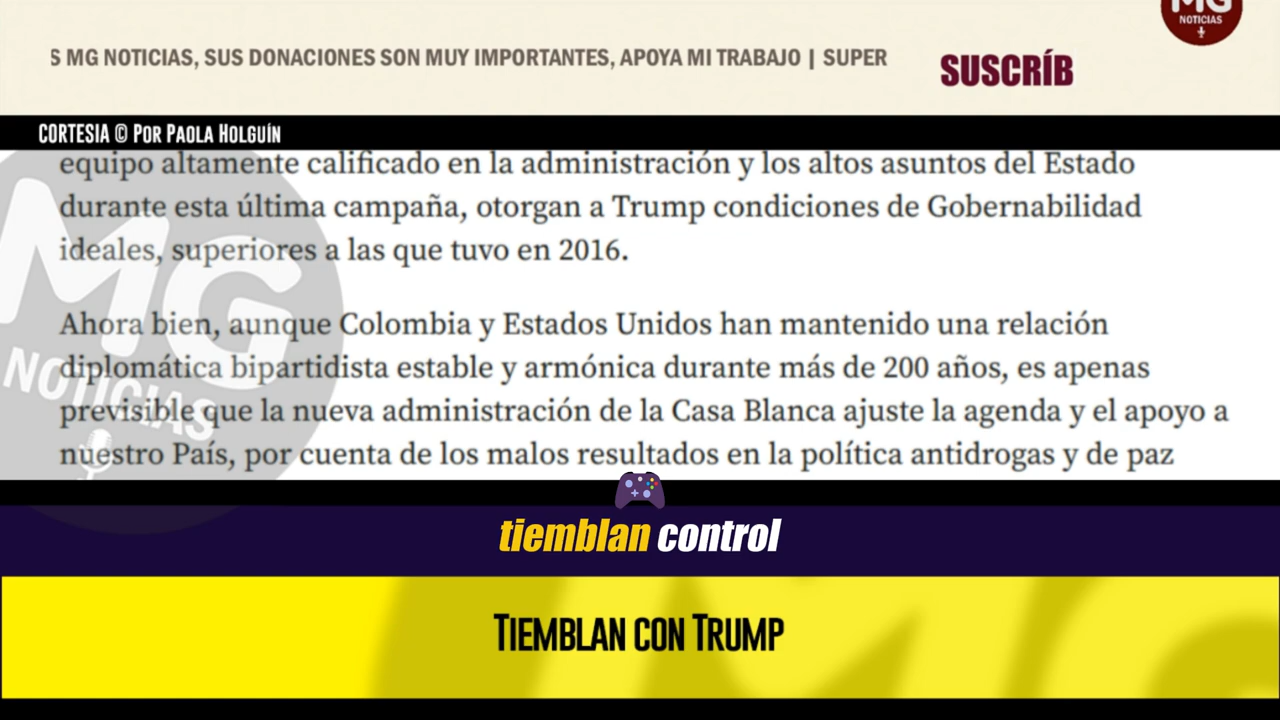 MG
NOTICIAS
S MG NOTICIAS, SUS DONACIONES SON MUY IMPORTANTES, APOYA MI TRABAJO | SUPER
SUSCRÍB
CORTESIA © POR PAOLA HOLGUÍN
equipo altamente calificado en la administración y los altos asuntos del Estado
durante esta última campaña, otorgan a Trump condiciones de Gobernabilidad
ideales, superiores a las que tuvo en 2016.
Ahora bien, aunque Colombia y Estados Unidos han mantenido una relación
diplomática bipartidista estable y armónica durante más de 200 años, es apenas
previsible que la nueva administración de la Casa Blanca ajuste la agenda y el apoyo a
nuestro País, por cuenta de los malos resultados en la política antidrogas y de paz
MG
NOTICIAS
tiemblan control
TIEMBLAN CON TRUMP